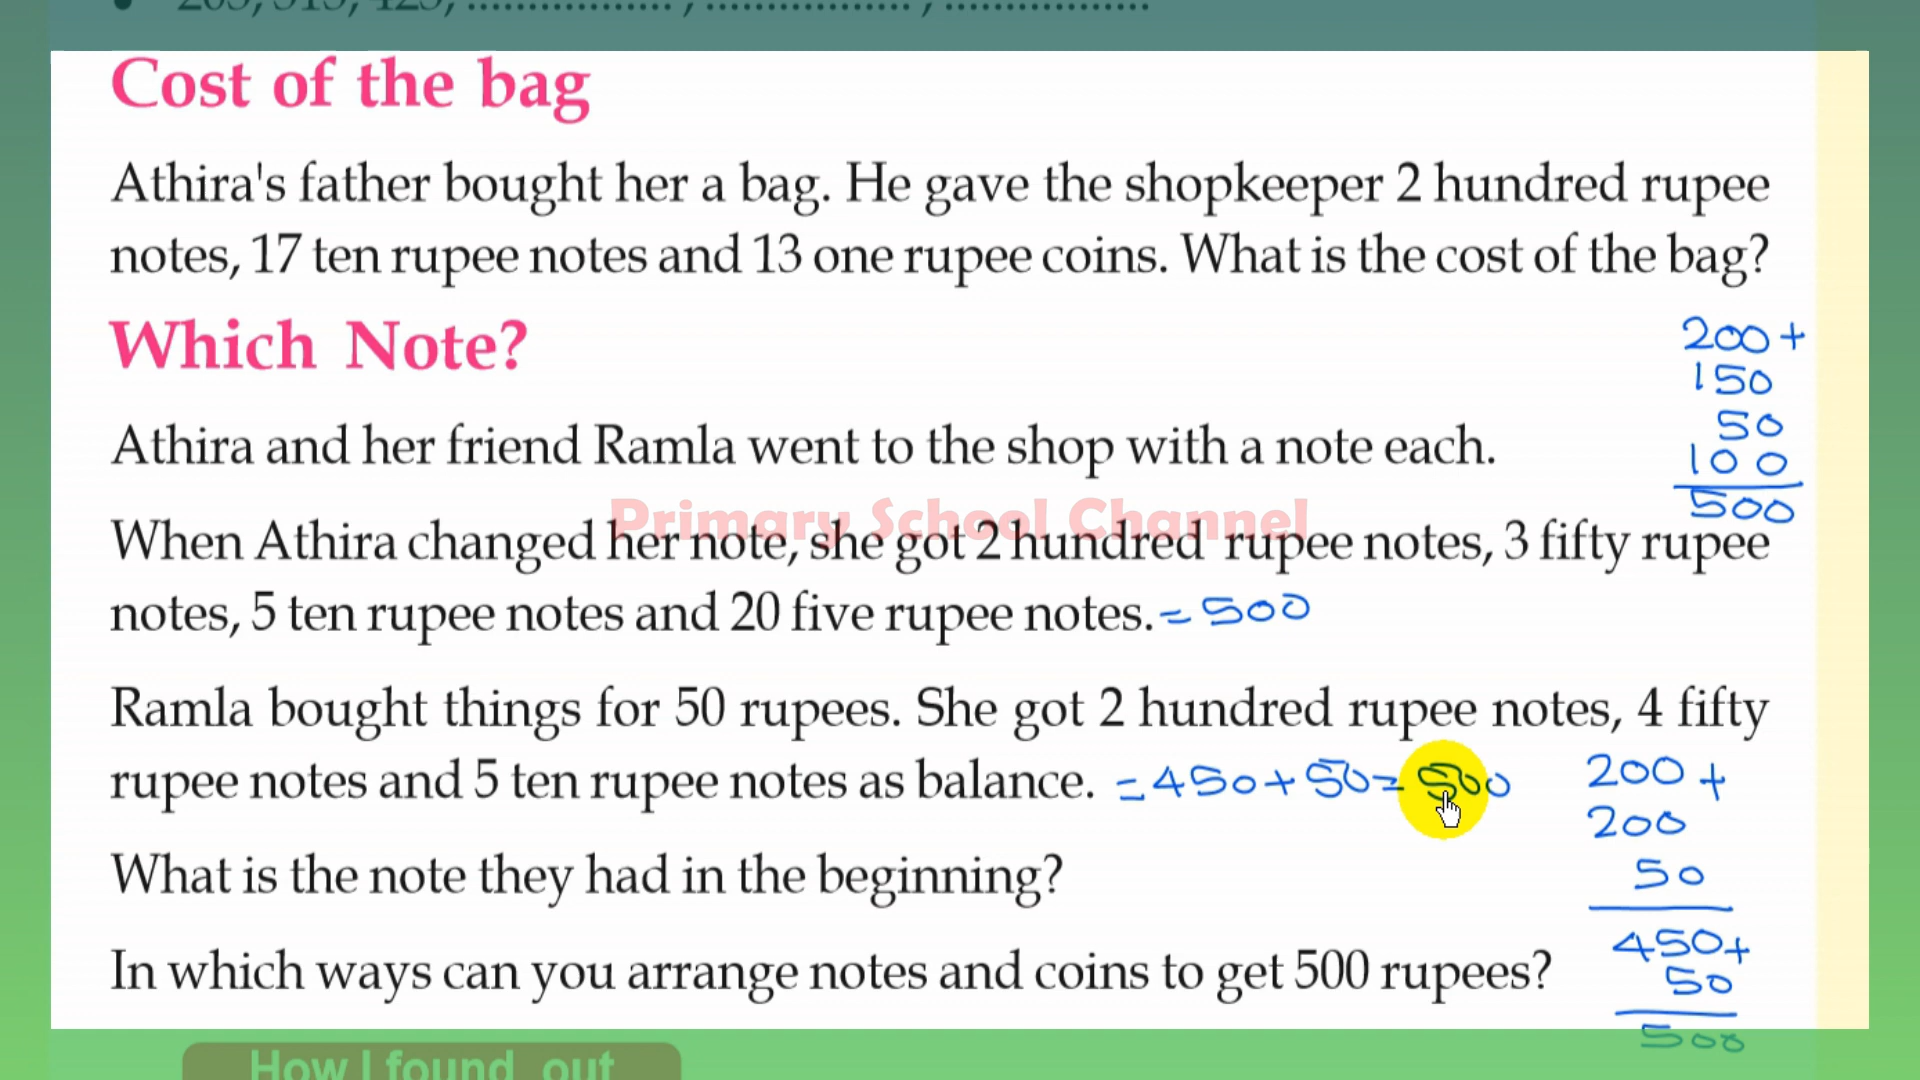 Cost of the bag
Athira's father bought her a bag. He gave the shopkeeper 2 hundred rupee
notes, 17 ten rupee notes and 13 one rupee coins. What is the cost of the bag?
Which Note?
200+
150
50
100
500
Athira and her friend Ramla went to the shop with a note each.
Primary School Channel
When Athira changed her note, she got 2 hundred rupee notes, 3 fifty rupee
notes, 5 ten rupee notes and 20 five rupee notes. = 500
Ramla bought things for 50 rupees. She got 2 hundred rupee notes, 4 fifty
rupee notes and 5 ten rupee notes as balance. = 450 + 50 = 500
200 +
200
50
450+
50
500
What is the note they had in the beginning?
In which ways can you arrange notes and coins to get 500 rupees?
How I found out